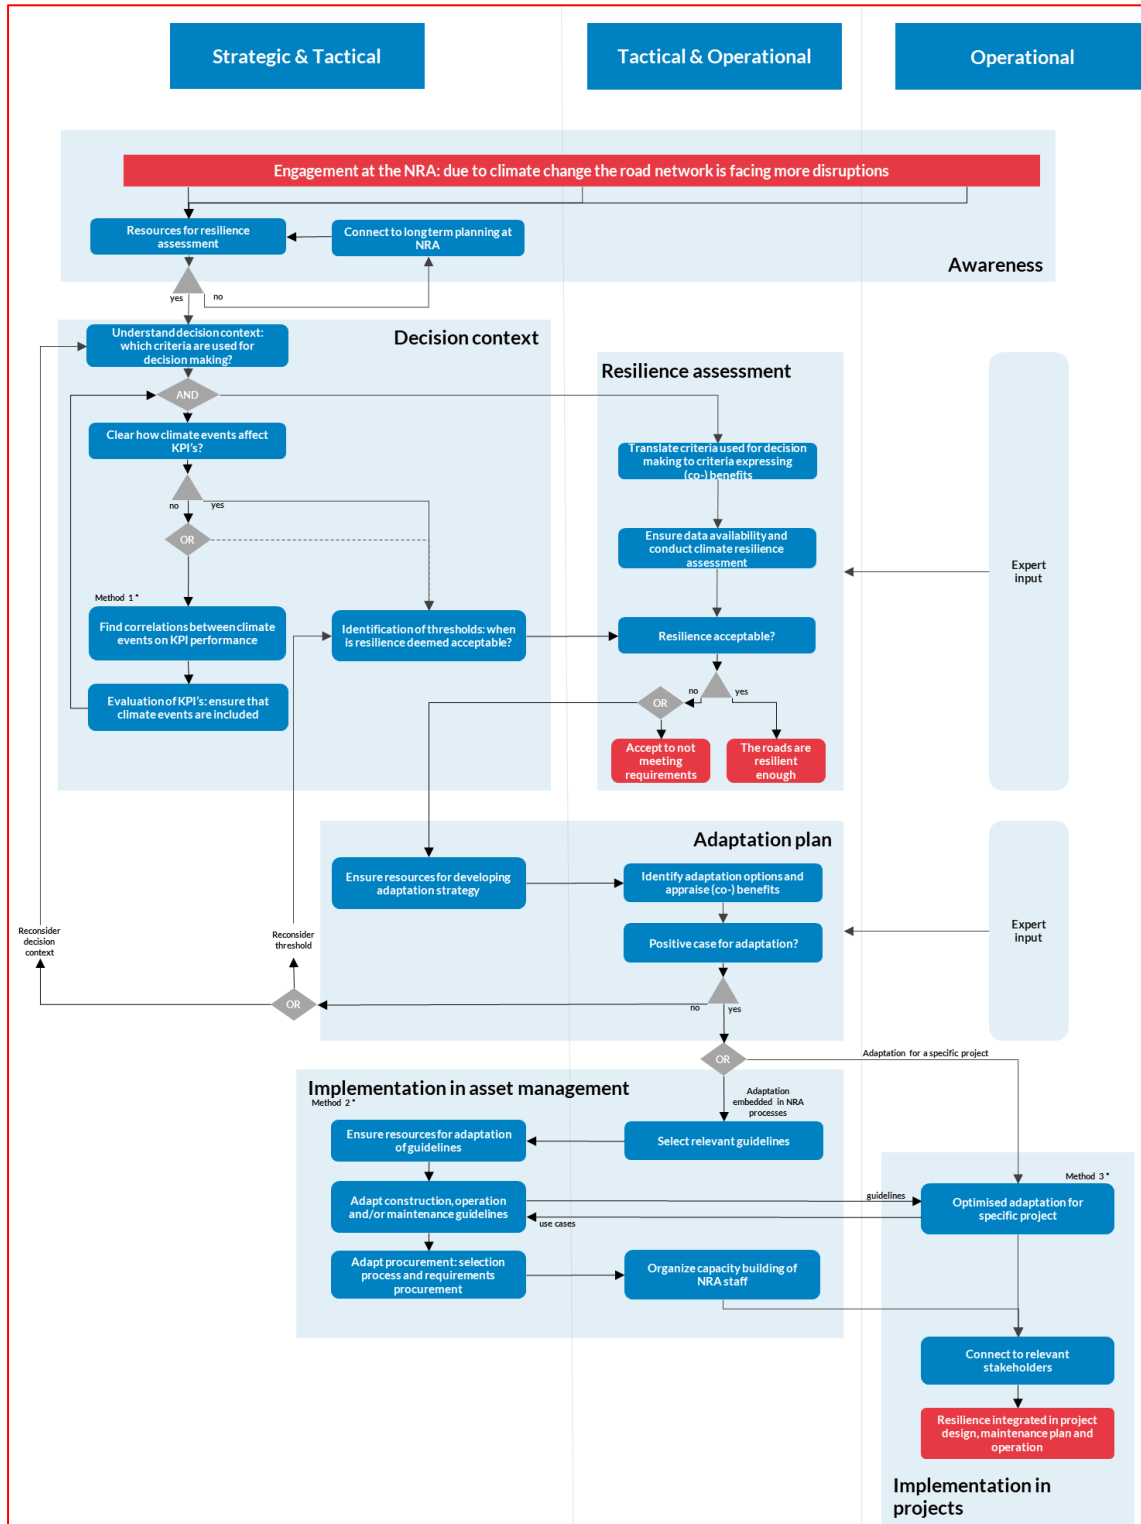 Strategic & Tactical
Tactical & Operational
Operational
Engagement at the NRA: due to climate change the road network is facing more disruptions
Resources for resilience
assessment
Connect to long term planning at
NRA
Awareness
yes
no
Understand decision context:
which criteria are used for
decision making?
Decision context
AND
Clear how climate events affect
KPI's?
no
yes
OR
Method 1 *
Find correlations between climate
events on KPI performance
Evaluation of KPI's: ensure that
climate events are included
Identification of thresholds: when
is resilience deemed acceptable?
Resilience assessment
Translate criteria used for decision
making to criteria expressing
(co-) benefits
Ensure data availability and
conduct climate resilience
assessment
Resilience acceptable?
no
yes
OR
Accept to not
meeting
requirements
The roads are
resilient
enough
Expert
input
Adaptation plan
Ensure resources for developing
adaptation strategy
Identify adaptation options and
appraise (co-) benefits
Positive case for adaptation?
no
yes
Expert
input
Reconsider
decision
context
Reconsider
threshold
OR
OR
Adaptation for a specific project
Adaptation
embedded in NRA
processes
Implementation in asset management
Method 2 *
Ensure resources for adaptation
of guidelines
Select relevant guidelines
Adapt construction, operation
and/or maintenance guidelines
guidelines
use cases
Adapt procurement: selection
process and requirements
procurement
Organize capacity building of
NRA staff
Method 3 *
Optimised adaptation for
specific project
Connect to relevant
stakeholders
Resilience integrated in project
design, maintenance plan and
operation
Implementation in
projects